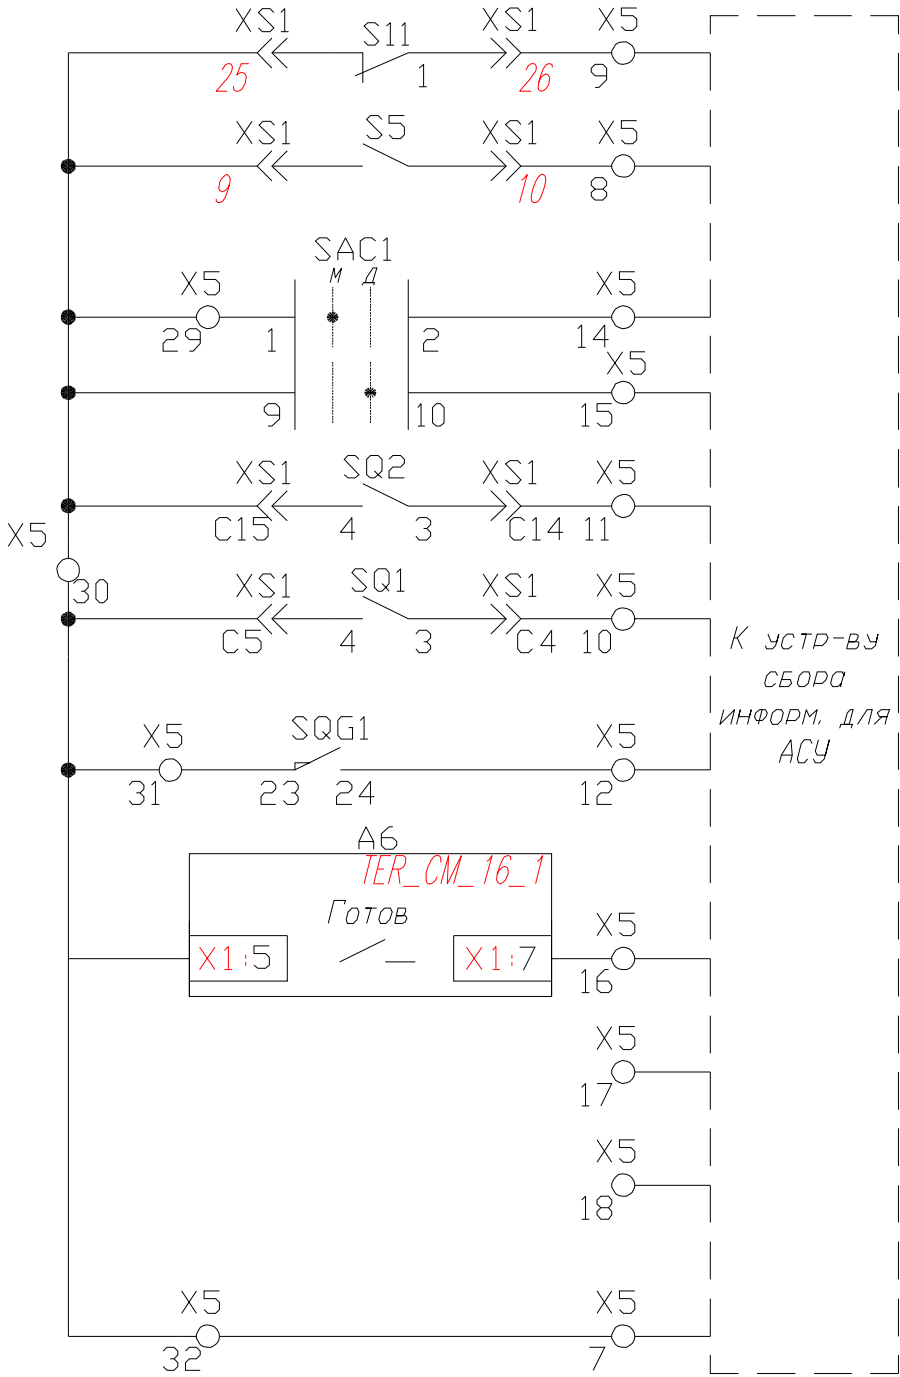 XS1 S11 XS1 X5
25 1 26 9
XS1 S5 XS1 X5
9 10 8
SAC1
М Д
X5 X5
29 1 2 14
X5
9 10 15
XS1 SQ2 XS1 X5
C15 4 3 C14 11
X5
30
XS1 SQ1 XS1 X5
C5 4 3 C4 10
К устр-ву
сбора
информ. для
АСУ
X5 SQG1 X5
31 23 24 12
A6
TER_CM_16_1
Готов
X1:5 X1:7
X5
16
X5
17
X5
18
X5 X5
32 7